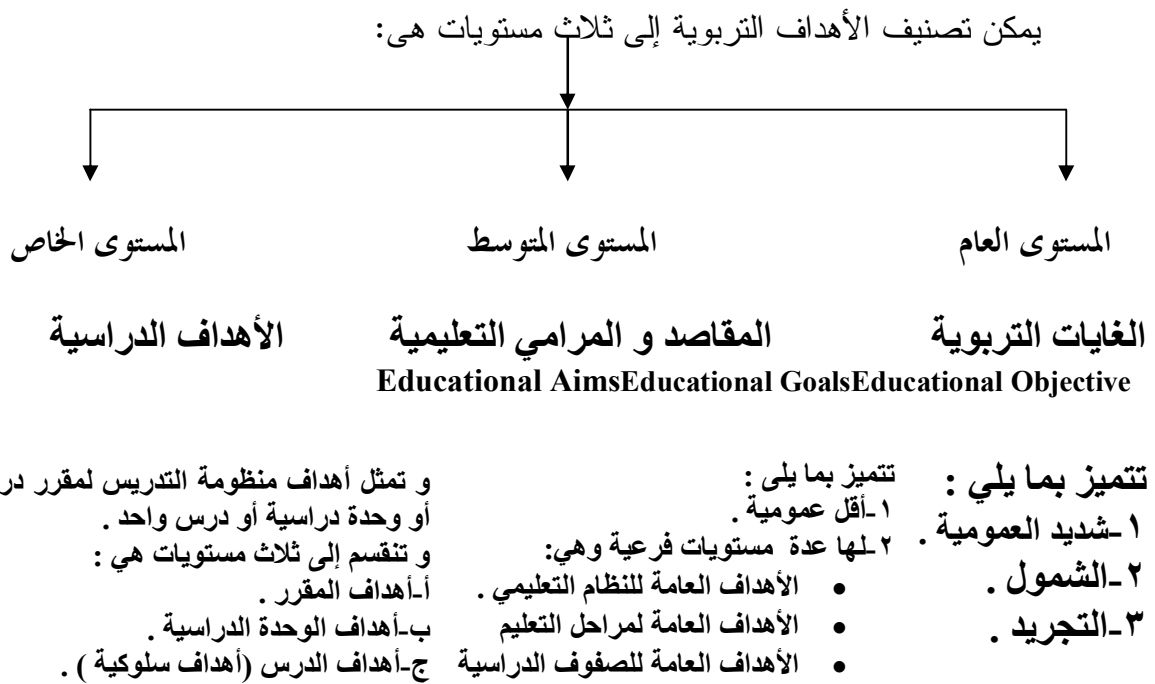 يمكن تصنيف الأهداف التربوية إلى ثلاث مستويات هى:
المستوى العام
المستوى المتوسط
المستوى الخاص
الغايات التربوية
المقاصد و المرامي التعليمية
الأهداف الدراسية
Educational AimsEducational GoalsEducational Objective
تتميز بما يلي :
١-شديد العمومية .
٢-الشمول .
٣-التجريد .
تتميز بما يلى :
١-أقل عمومية .
٢-لها عدة مستويات فرعية وهي:
• الأهداف العامة للنظام التعليمي .
• الأهداف العامة لمراحل التعليم
• الأهداف العامة للصفوف الدراسية
و تمثل أهداف منظومة التدريس لمقرر در
أو وحدة دراسية أو درس واحد .
و تنقسم إلى ثلاث مستويات هي :
أ-أهداف المقرر .
ب-أهداف الوحدة الدراسية .
ج-أهداف الدرس (أهداف سلوكية ) .